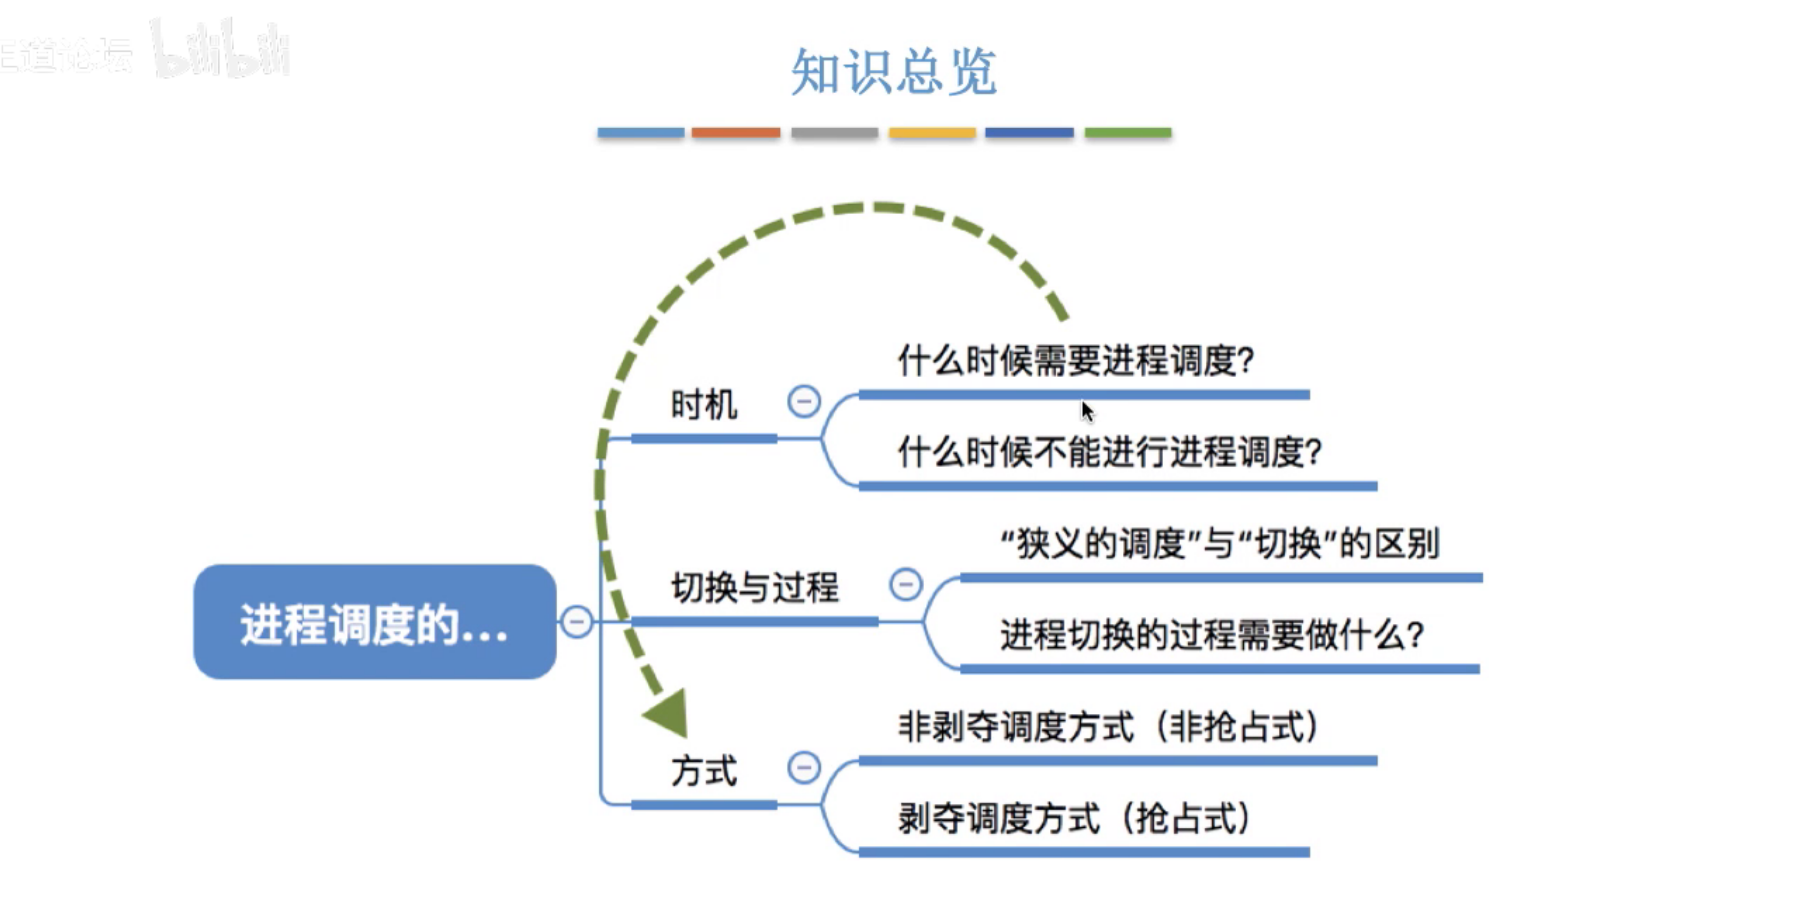 王道论坛 bilibili
知识总览
什么时候需要进程调度?
时机
什么时候不能进行进程调度?
“狭义的调度”与“切换”的区别
切换与过程
进程切换的过程需要做什么?
进程调度的...
非剥夺调度方式（非抢占式）
方式
剥夺调度方式（抢占式）